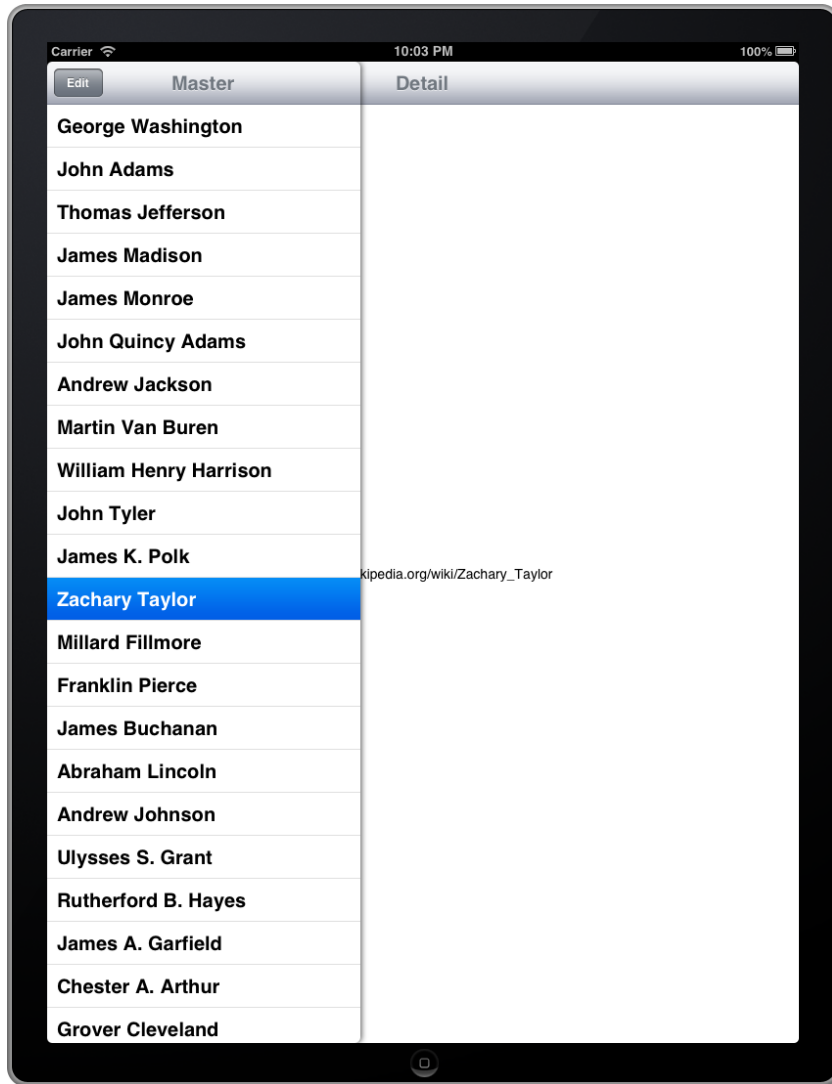 Carrier 10:03 PM 100%
Edit Master Detail
George Washington
John Adams
Thomas Jefferson
James Madison
James Monroe
John Quincy Adams
Andrew Jackson
Martin Van Buren
William Henry Harrison
John Tyler
James K. Polk
kipedia.org/wiki/Zachary_Taylor
Zachary Taylor
Millard Fillmore
Franklin Pierce
James Buchanan
Abraham Lincoln
Andrew Johnson
Ulysses S. Grant
Rutherford B. Hayes
James A. Garfield
Chester A. Arthur
Grover Cleveland